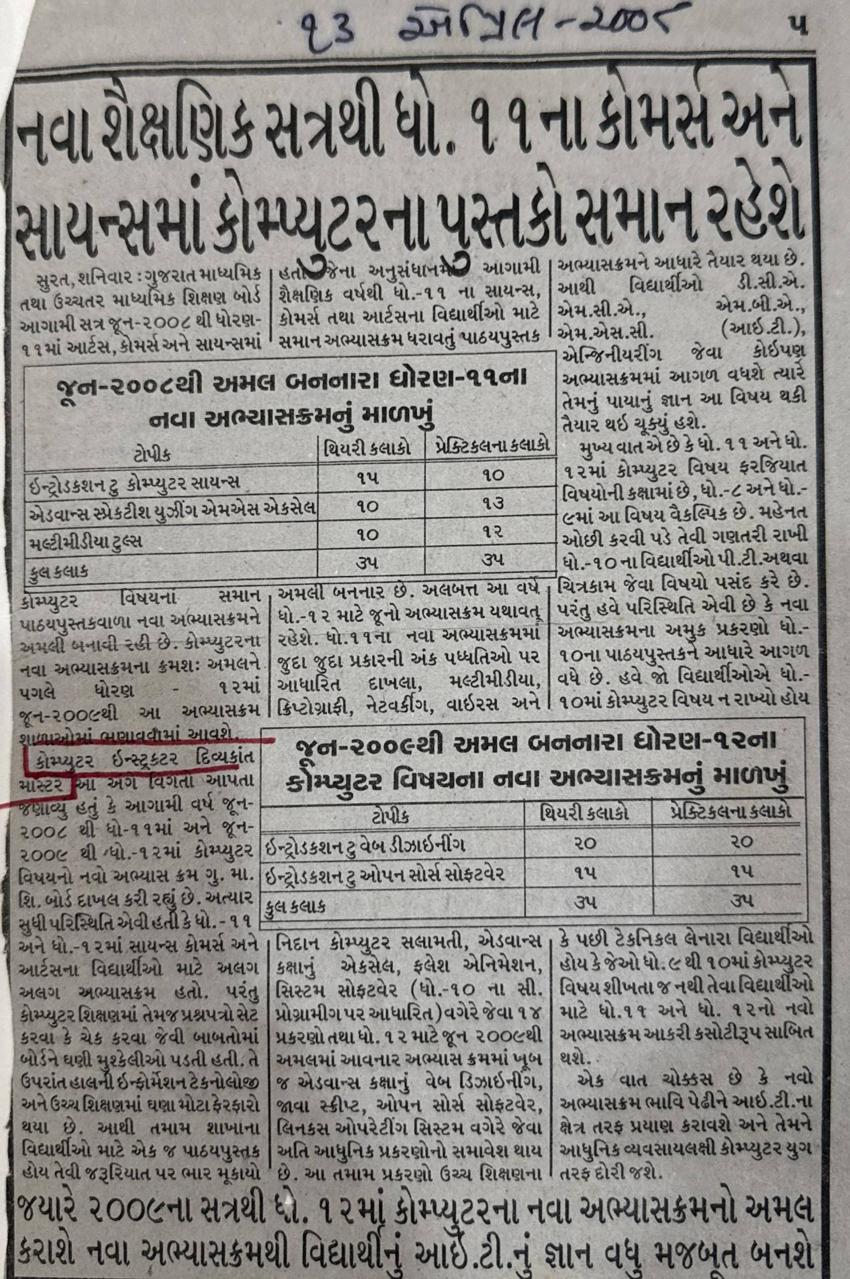 ૧૩ એપ્રિલ - ૨૦૦૮
૫
નવા શૈક્ષણિક સત્રથી ધો. ૧૧ના કોમર્સ અને
સાયન્સમાં કોમ્પ્યુટરના પુસ્તકો સમાન રહેશે
સુરત, શનિવાર : ગુજરાત માધ્યમિક
તથા ઉચ્ચતર માધ્યમિક શિક્ષણ બોર્ડ
આગામી સત્ર જૂન-૨૦૦૮ થી ધોરણ-
૧૧માં આર્ટસ, કોમર્સ અને સાયન્સમાં
જૂન-૨૦૦૮થી અમલ બનનારા ધોરણ-૧૧ના
નવા અભ્યાસક્રમનું માળખું
ટોપીક થિયરી કલાકો પ્રેક્ટિકલના કલાકો
ઇન્ટ્રોડકશન ટુ કોમ્પ્યુટર સાયન્સ ૧૫ ૧૦
એડવાન્સ સ્પ્રેકટીશ યુઝીંગ એમએસ એકસેલ ૧૦ ૧૩
મલ્ટીમીડીયા ટુલ્સ ૧૦ ૧૨
કુલ કલાક ૩૫ ૩૫
કોમ્પ્યુટર વિષયના સમાન
પાઠયપુસ્તકવાળા નવા અભ્યાસક્રમને
અમલી બનાવી રહી છે. કોમ્પ્યુટરના
નવા અભ્યાસક્રમના ક્રમશઃ અમલને
પગલે ધોરણ - ૧૨માં
જૂન-૨૦૦૯થી આ અભ્યાસક્રમ
શાળાઓમાં ભણાવવામાં આવશે.
કોમ્પ્યુટર ઇન્સ્ટ્રકટર દિવ્યકાંત
માસ્ટર આ અંગે વિગતો આપતા
જણાવ્યુ હતું કે આગામી વર્ષ જૂન-
૨૦૦૮ થી ધો-૧૧માં અને જૂન-
૨૦૦૯ થી ધો.-૧૨માં કોમ્પ્યુટર
વિષયનો નવો અભ્યાસ ક્રમ ગુ. મા.
શિ. બોર્ડ દાખલ કરી રહ્યું છે. અત્યાર
સુધી પરિસ્થિતિ એવી હતી કે ધો.-૧૧
અને ધો.-૧૨માં સાયન્સ કોમર્સ અને
આર્ટસના વિદ્યાર્થીઓ માટે અલગ
અલગ અભ્યાસક્રમ હતો. પરંતુ
કોમ્પ્યુટર શિક્ષણમાં તેમજ પ્રશ્નપત્રો સેટ
કરવા કે ચેક કરવા જેવી બાબતોમાં
બોર્ડને ઘણી મુશ્કેલીઓ પડતી હતી. તે
ઉપરાંત હાલની ઇન્ફોર્મેશન ટેકનોલોજી
અને ઉચ્ચ શિક્ષણમાં ઘણા મોટા ફેરફારો
થયા છે. આથી તમામ શાખાના
વિદ્યાર્થીઓ માટે એક જ પાઠયપુસ્તક
હોય તેવી જરૂરિયાત પર ભાર મૂકાયો
હતો જેના અનુસંધાનમાં આગામી
શૈક્ષણિક વર્ષથી ધો.-૧૧ ના સાયન્સ,
કોમર્સ તથા આર્ટસના વિદ્યાર્થીઓ માટે
સમાન અભ્યાસક્રમ ધરાવતું પાઠયપુસ્તક
અમલી બનનાર છે. અલબત્ત આ વર્ષે
ધો.-૧૨ માટે જૂનો અભ્યાસક્રમ યથાવત્
રહેશે. ધો.૧૧ના નવા અભ્યાસક્રમમાં
જુદા જુદા પ્રકારની અંક પધ્ધતિઓ પર
આધારિત દાખલા, મલ્ટીમીડીયા,
ક્રિપ્ટોગ્રાફી, નેટવર્કીગ, વાઇરસ અને
જૂન-૨૦૦૯થી અમલ બનનારા ધોરણ-૧૨ના
કોમ્પ્યુટર વિષયના નવા અભ્યાસક્રમનું માળખું
ટોપીક થિયરી કલાકો પ્રેક્ટિકલના કલાકો
ઇન્ટ્રોડકશન ટુ વેબ ડીઝાઇનીંગ ૨૦ ૨૦
ઇન્ટ્રોડકશન ટુ ઓપન સોર્સ સોફટવેર ૧૫ ૧૫
કુલ કલાક ૩૫ ૩૫
નિદાન કોમ્પ્યુટર સલામતી, એડવાન્સ
કક્ષાનું એકસેલ, ફલેશ એનિમેશન,
સિસ્ટમ સોફટવેર (ધો.-૧૦ ના સી.
પ્રોગ્રામીગ પર આધારિત) વગેરે જેવા ૧૪
પ્રકરણો તથા ધો. ૧૨ માટે જૂન ૨૦૦૯થી
અમલમાં આવનાર અભ્યાસ ક્રમમાં ખૂબ
જ એડવાન્સ કક્ષાનું વેબ ડિઝાઇનીંગ,
જાવા સ્ક્રીપ્ટ, ઓપન સોર્સ સોફટવેર,
લિનકસ ઓપરેટીંગ સિસ્ટમ વગેરે જેવા
અતિ આધુનિક પ્રકરણોનો સમાવેશ થાય
છે. આ તમામ પ્રકરણો ઉચ્ચ શિક્ષણના
અભ્યાસક્રમને આધારે તૈયાર થયા છે.
આથી વિદ્યાર્થીઓ ડી.સી.એ.
એમ.સી.એ., એમ.બી.એ.,
એમ.એસ.સી. (આઇ.ટી.),
એન્જિનીયરીંગ જેવા કોઇપણ
અભ્યાસક્રમમાં આગળ વધશે ત્યારે
તેમનું પાયાનું જ્ઞાન આ વિષય થકી
તૈયાર થઇ ચૂક્યું હશે.
મુખ્ય વાત એ છે કે ધો. ૧૧ અને ધો.
૧૨માં કોમ્પ્યુટર વિષય ફરજિયાત
વિષયોની કક્ષામાં છે, ધો.-૮ અને ધો.-
૯માં આ વિષય વૈકલ્પિક છે. મહેનત
ઓછી કરવી પડે તેવી ગણતરી રાખી
ધો.-૧૦ ના વિદ્યાર્થીઓ પી.ટી.અથવા
ચિત્રકામ જેવા વિષયો પસંદ કરે છે.
પરંતુ હવે પરિસ્થિતિ એવી છે કે નવા
અભ્યાસક્રમના અમુક પ્રકરણો ધો.-
૧૦ના પાઠયપુસ્તકને આધારે આગળ
વધે છે. હવે જો વિદ્યાર્થીઓએ ધો.-
૧૦માં કોમ્પ્યુટર વિષય ન રાખ્યો હોય
કે પછી ટેકનિકલ લેનારા વિદ્યાર્થીઓ
હોય કે જેઓ ધો. ૯ થી ૧૦માં કોમ્પ્યુટર
વિષય શીખતા જ નથી તેવા વિદ્યાર્થીઓ
માટે ધો.૧૧ અને ધો. ૧૨નો નવો
અભ્યાસક્રમ આકરી કસોટીરૂપ સાબિત
થશે.
એક વાત ચોક્કસ છે કે નવો
અભ્યાસક્રમ ભાવિ પેઢીને આઇ.ટી.ના
ક્ષેત્ર તરફ પ્રયાણ કરાવશે અને તેમને
આધુનિક વ્યવસાયલક્ષી કોમ્પ્યુટર યુગ
તરફ દોરી જશે.
જયારે ૨૦૦૯ના સત્રથી ધો. ૧૨માં કોમ્પ્યુટરના નવા અભ્યાસક્રમનો અમલ
કરાશે નવા અભ્યાસક્રમથી વિદ્યાર્થીનું આઈ.ટી.નું જ્ઞાન વધુ મજબૂત બનશે